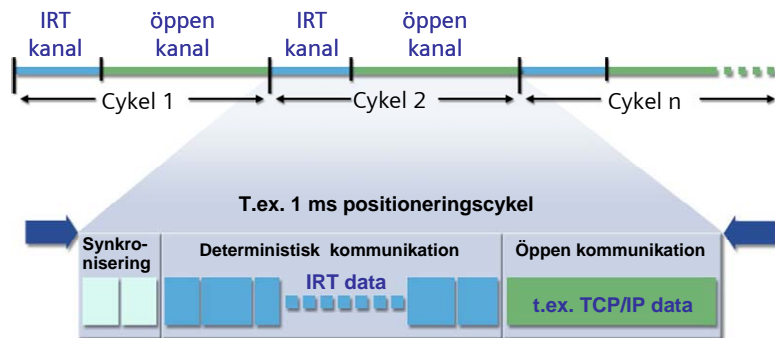 IRT
kanal
öppen
kanal
IRT
kanal
öppen
kanal
Cykel 1
Cykel 2
Cykel n
T.ex. 1 ms positioneringscykel
Synkro-
nisering
Deterministisk kommunikation
Öppen kommunikation
IRT data
t.ex. TCP/IP data